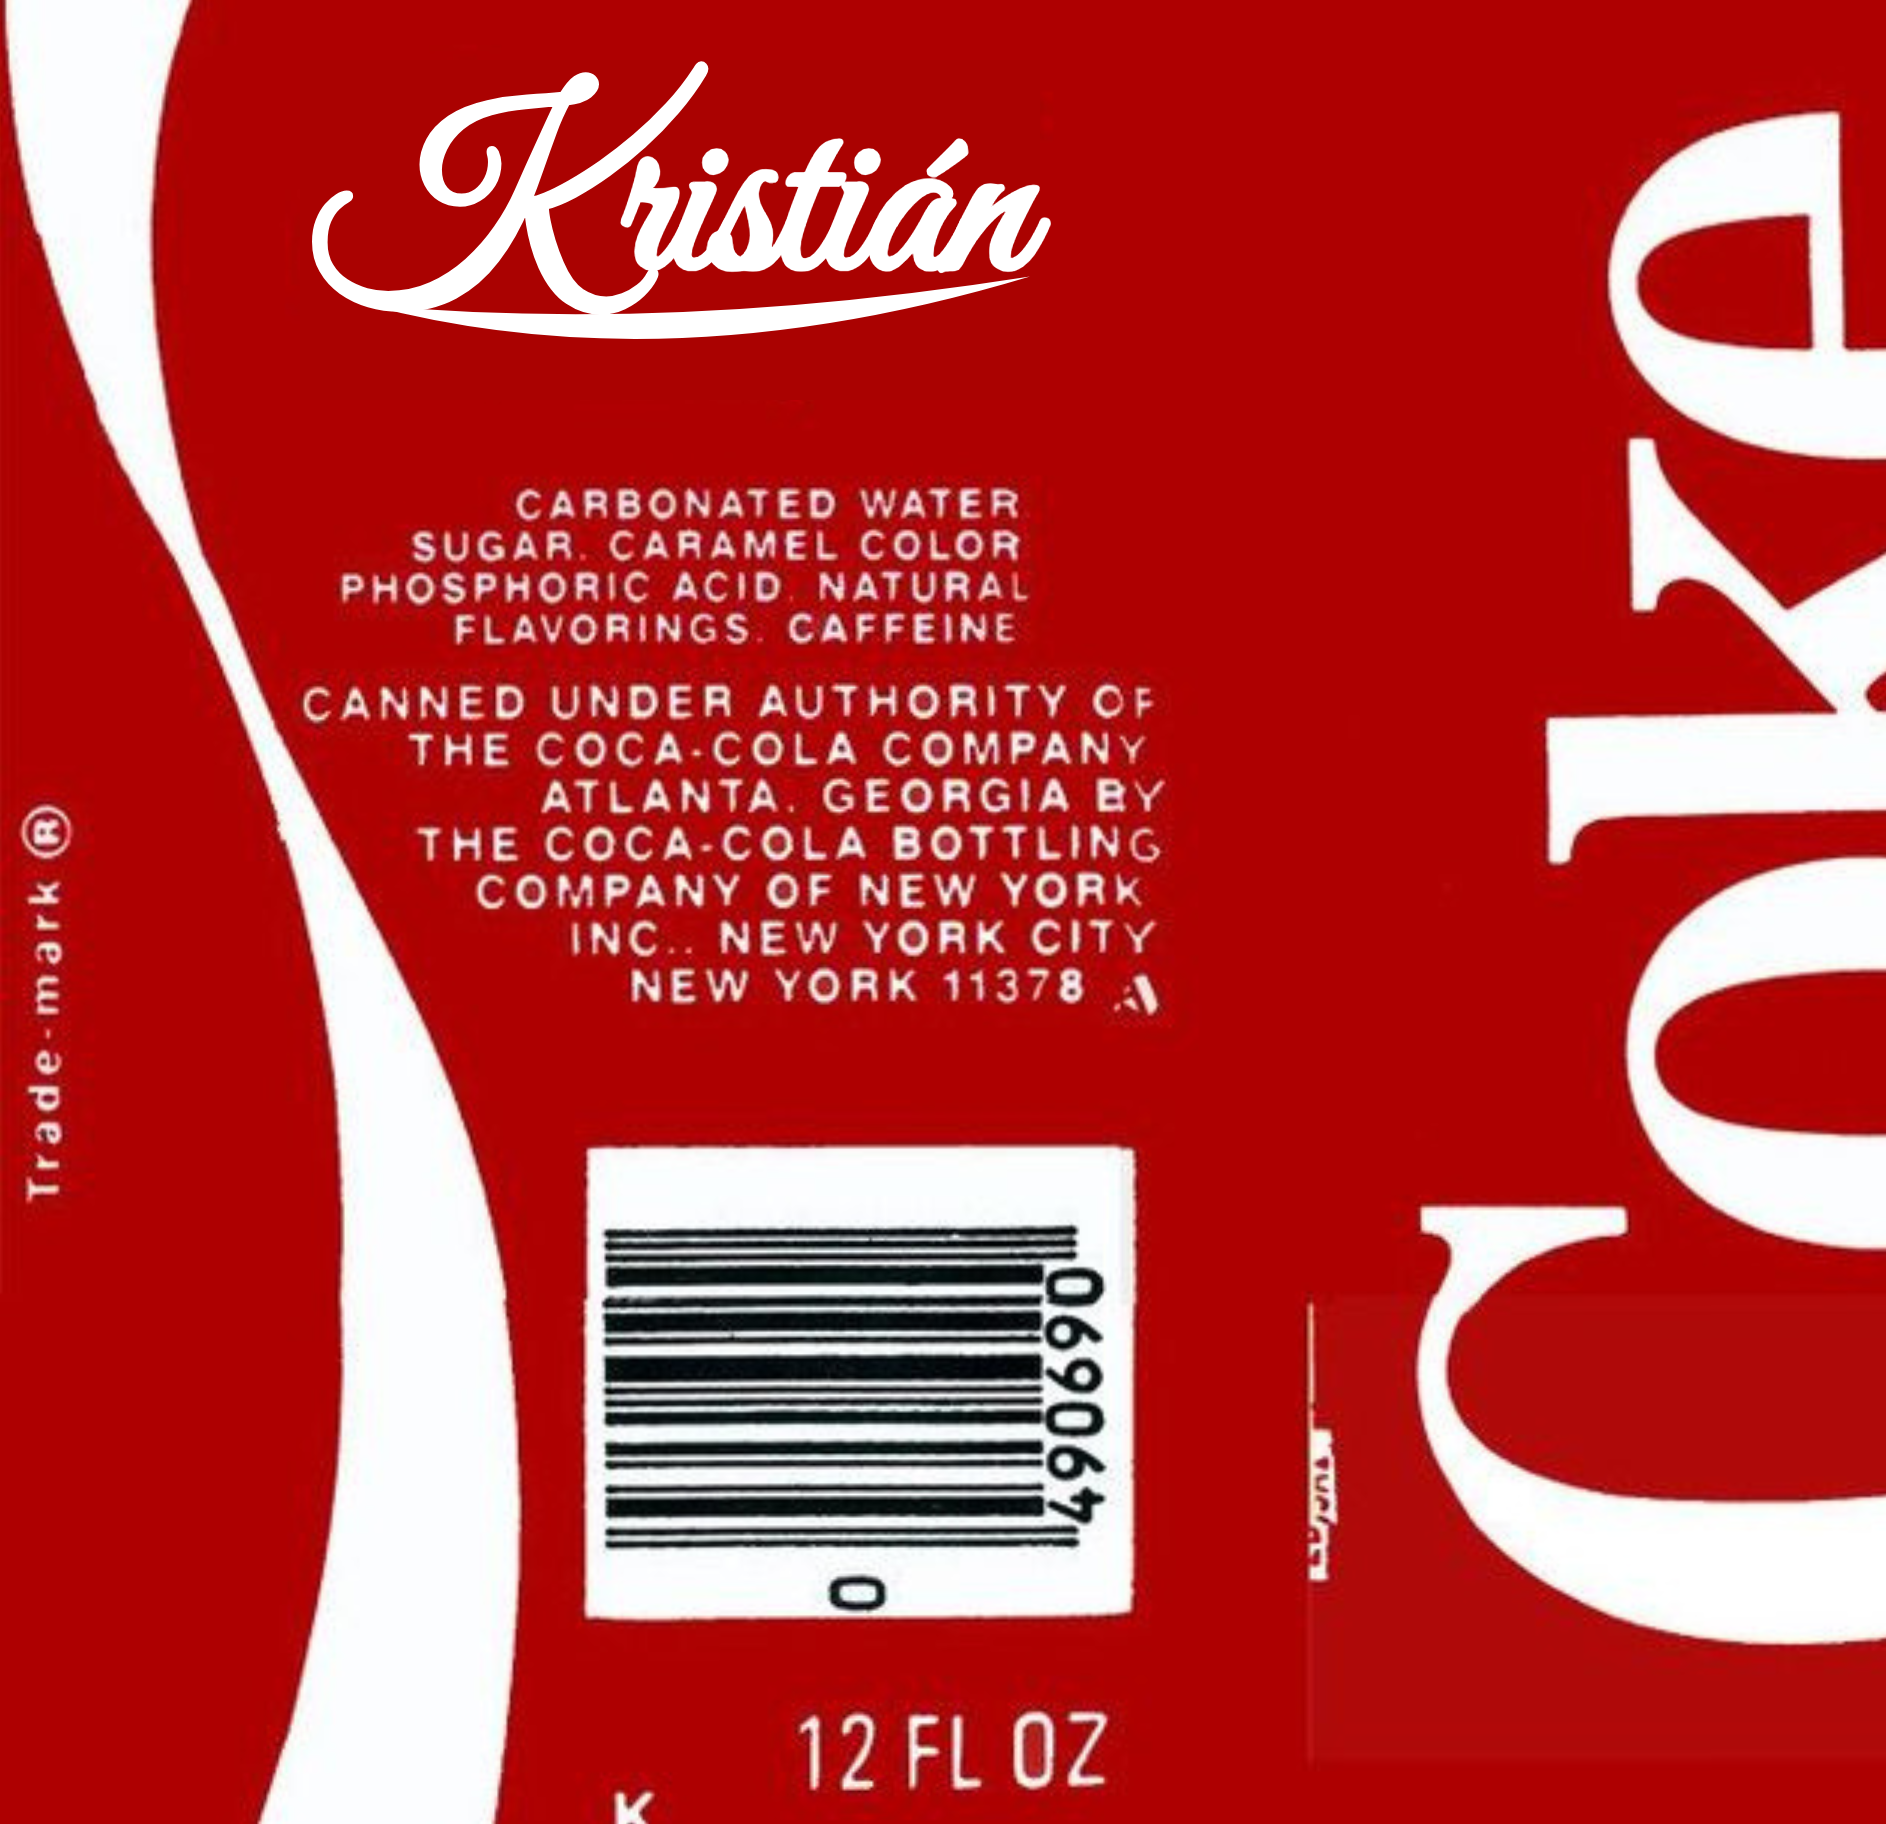 Kristián
CARBONATED WATER
SUGAR. CARAMEL COLOR
PHOSPHORIC ACID. NATURAL
FLAVORINGS. CAFFEINE
CANNED UNDER AUTHORITY OF
THE COCA-COLA COMPANY
ATLANTA. GEORGIA BY
THE COCA-COLA BOTTLING
COMPANY OF NEW YORK
INC.. NEW YORK CITY
NEW YORK 11378
Trade-mark ®
069064
0
12 FL OZ
K
Coke